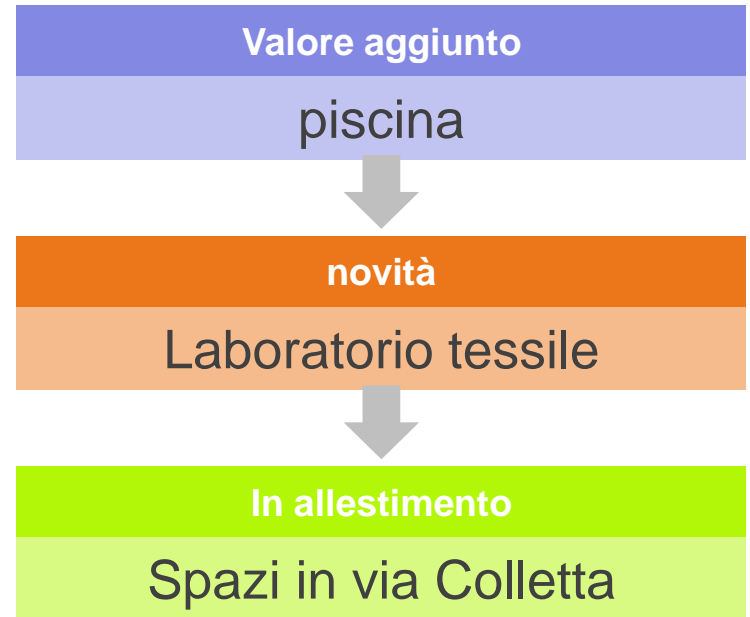 Valore aggiunto
piscina
novità
Laboratorio tessile
In allestimento
Spazi in via Colletta